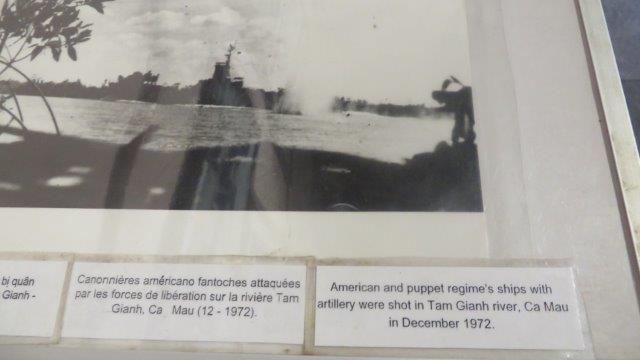 bị quân
Gianh -
Canonnières américano fantoches attaquées
par les forces de libération sur la rivière Tam
Gianh, Ca Mau (12 - 1972).
American and puppet regime's ships with
artillery were shot in Tam Gianh river, Ca Mau
in December 1972.